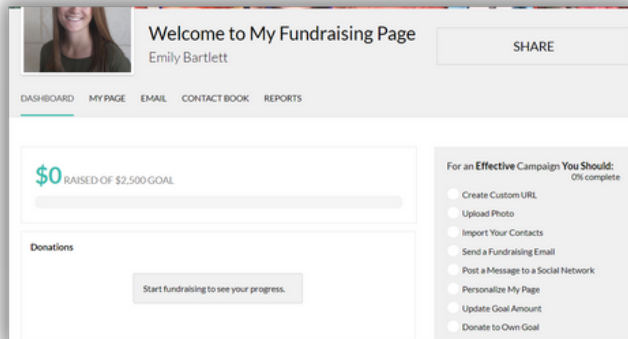 Welcome to My Fundraising Page
Emily Bartlett
SHARE
DASHBOARD MY PAGE EMAIL CONTACT BOOK REPORTS
$0 RAISED OF $2,500 GOAL
Donations
Start fundraising to see your progress.
For an Effective Campaign You Should:
0% complete
Create Custom URL
Upload Photo
Import Your Contacts
Send a Fundraising Email
Post a Message to a Social Network
Personalize My Page
Update Goal Amount
Donate to Own Goal